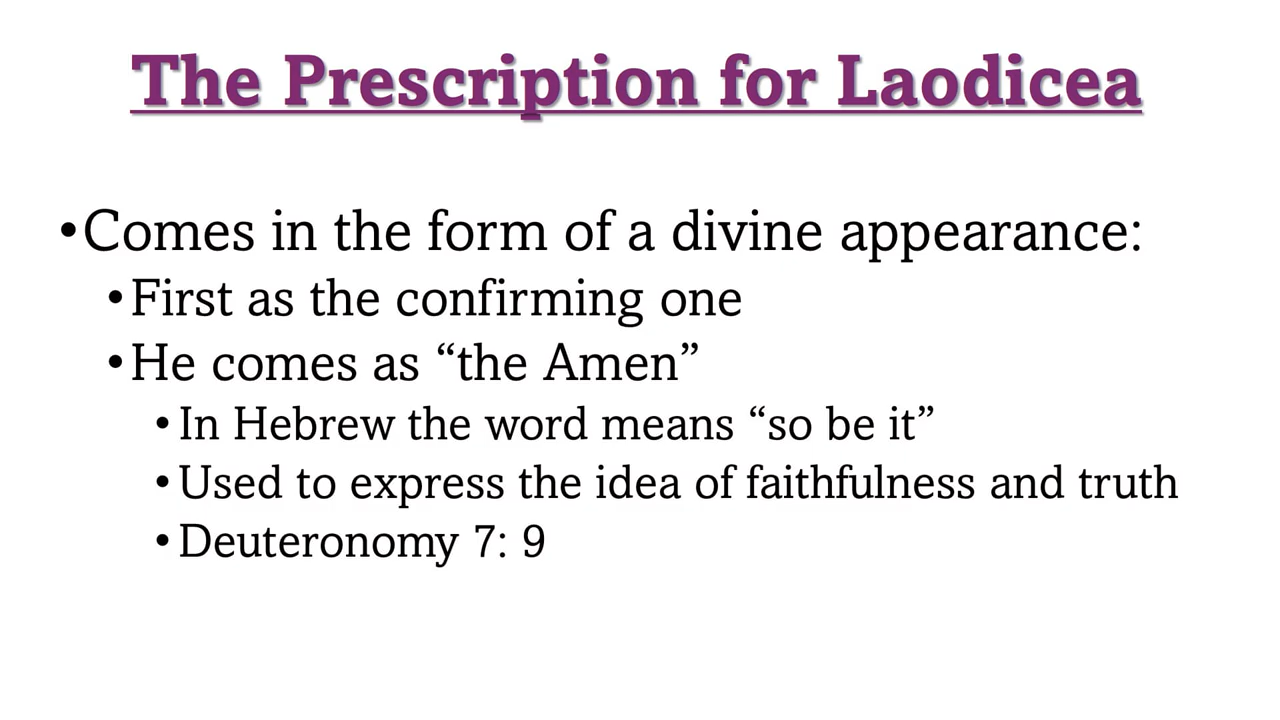 The Prescription for Laodicea
•Comes in the form of a divine appearance:
•First as the confirming one
•He comes as “the Amen”
•In Hebrew the word means “so be it”
•Used to express the idea of faithfulness and truth
•Deuteronomy 7: 9